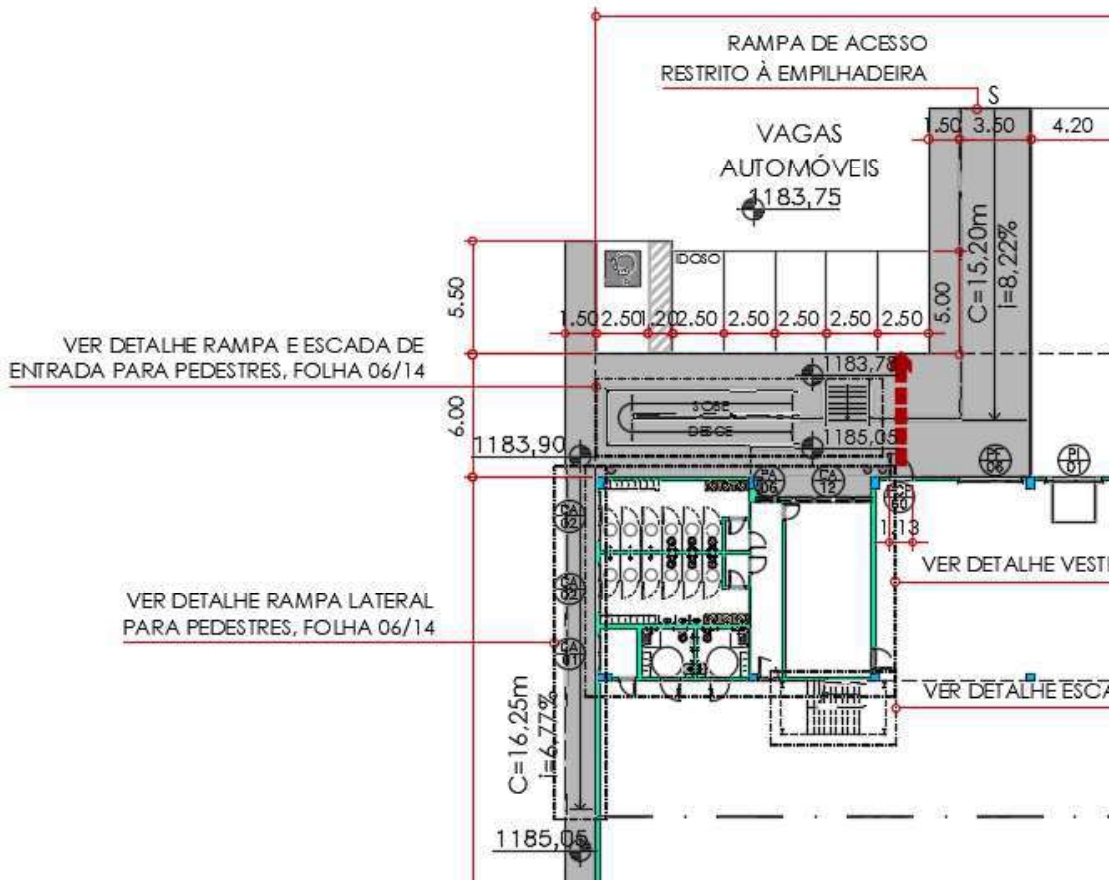 RAMPA DE ACESSO
RESTRITO À EMPILHADEIRA
S
1.50 3.50 4.20
VAGAS
AUTOMÓVEIS
1183,75
C=15,20m
i=8,22%
IDOSO
5.50
5.00
1.50 2.50 1.20 2.50 2.50 2.50 2.50 2.50
VER DETALHE RAMPA E ESCADA DE
ENTRADA PARA PEDESTRES, FOLHA 06/14
1183,78
SOBE
DESCE
6.00
1185,05
1183,90
PA
06
CA
12
PF
06
PJ
01
60
1.13
CA
02
CA
02
CA
01
VER DETALHE VESTI
VER DETALHE RAMPA LATERAL
PARA PEDESTRES, FOLHA 06/14
VER DETALHE ESCA
C=16,25m
i=6,77%
1185,05